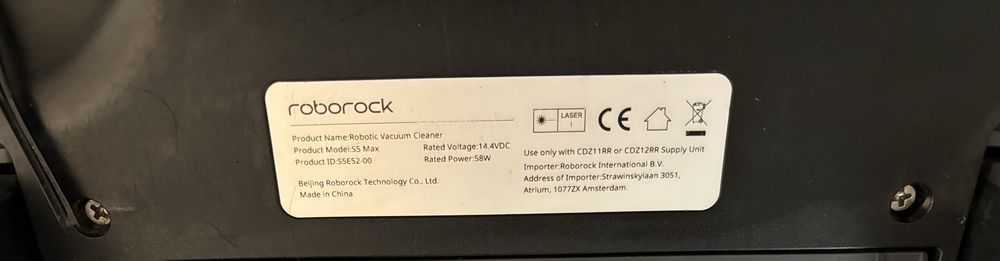 roborock
Product Name:Robotic Vacuum Cleaner
Product Model:S5 Max
Rated Voltage:14.4VDC
Product ID:S5E52-00
Rated Power:58W
Beijing Roborock Technology Co., Ltd.
Made in China
LASER
1
CE
Use only with CDZ11RR or CDZ12RR Supply Unit
Importer:Roborock International B.V.
Address of Importer:Strawinskylaan 3051,
Atrium, 1077ZX Amsterdam.